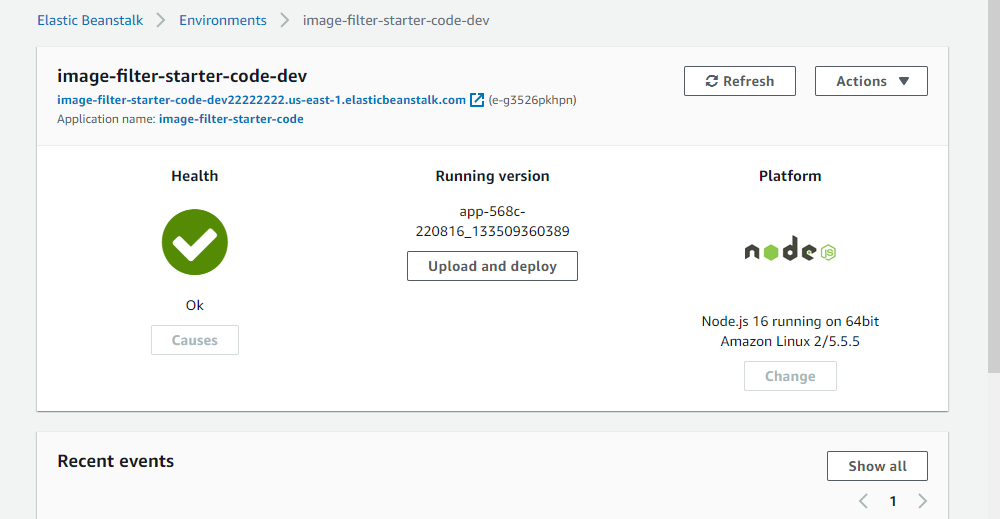 Elastic Beanstalk > Environments > image-filter-starter-code-dev
image-filter-starter-code-dev
Refresh
Actions
image-filter-starter-code-dev22222222.us-east-1.elasticbeanstalk.com (e-g3526pkhpn)
Application name: image-filter-starter-code
Health
Ok
Causes
Running version
app-568c-
220816_133509360389
Upload and deploy
Platform
node
JS
Node.js 16 running on 64bit
Amazon Linux 2/5.5.5
Change
Recent events
Show all
< 1 >